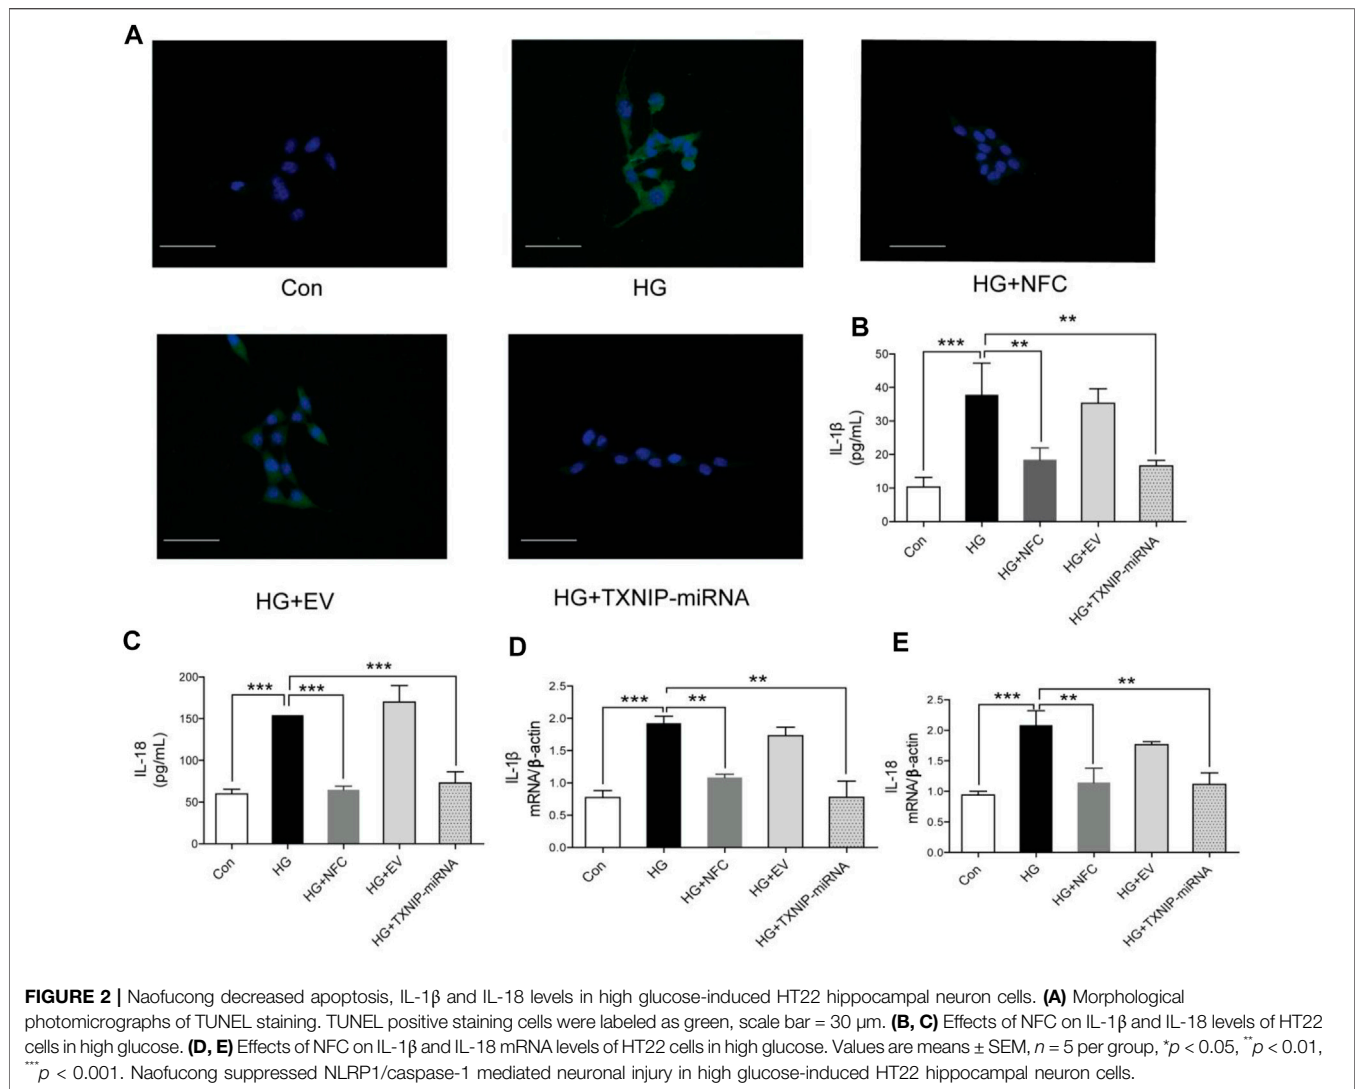 A
Con
HG
HG+NFC
HG+EV
HG+TXNIP-miRNA
B
**
***
**
50
40
30
20
10
0
IL-1β
(pg/mL)
Con
HG
HG+NFC
HG+EV
HG+TXNIP-miRNA
C
***
***
***
200
150
100
50
0
IL-18
(pg/mL)
Con
HG
HG+NFC
HG+EV
HG+TXNIP-miRNA
D
**
***
**
2.5
2.0
1.5
1.0
0.5
0.0
IL-1β
mRNA/β-actin
Con
HG
HG+NFC
HG+EV
HG+TXNIP-miRNA
E
**
***
**
2.5
2.0
1.5
1.0
0.5
0.0
IL-18
mRNA/β-actin
Con
HG
HG+NFC
HG+EV
HG+TXNIP-miRNA
FIGURE 2 | Naofucong decreased apoptosis, IL-1β and IL-18 levels in high glucose-induced HT22 hippocampal neuron cells. (A) Morphological
photomicrographs of TUNEL staining. TUNEL positive staining cells were labeled as green, scale bar = 30 µm. (B, C) Effects of NFC on IL-1β and IL-18 levels of HT22
cells in high glucose. (D, E) Effects of NFC on IL-1β and IL-18 mRNA levels of HT22 cells in high glucose. Values are means ± SEM, n = 5 per group, *p < 0.05, **p < 0.01,
***p < 0.001. Naofucong suppressed NLRP1/caspase-1 mediated neuronal injury in high glucose-induced HT22 hippocampal neuron cells.